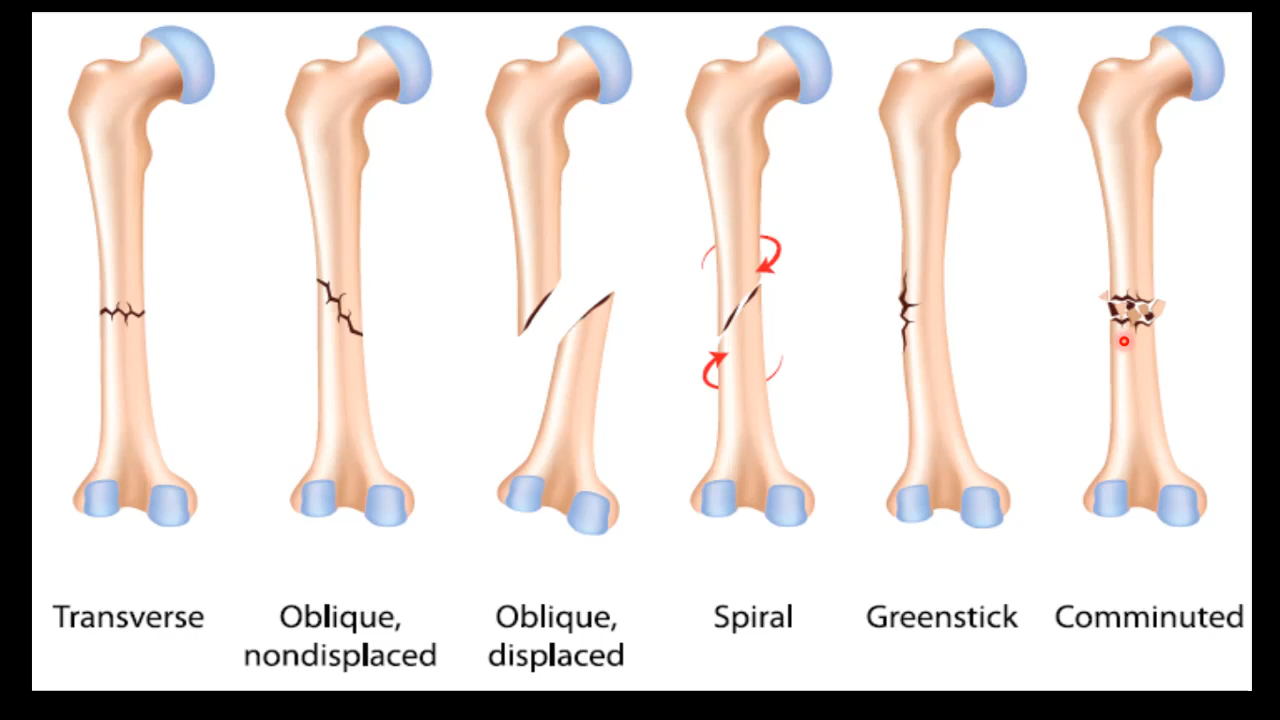 Transverse
Oblique,
nondisplaced
Oblique,
displaced
Spiral
Greenstick
Comminuted